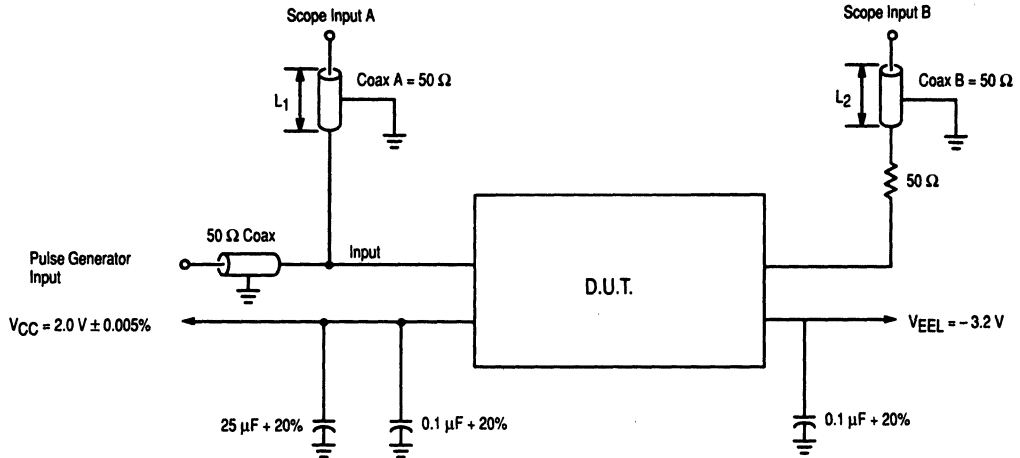 Scope Input A
Scope Input B
Coax A = 50 Ω
Coax B = 50 Ω
L1
L2
50 Ω
50 Ω Coax
Pulse Generator
Input
Input
D.U.T.
VCC = 2.0 V ± 0.005%
VEEL = – 3.2 V
25 µF + 20%
0.1 µF + 20%
0.1 µF + 20%